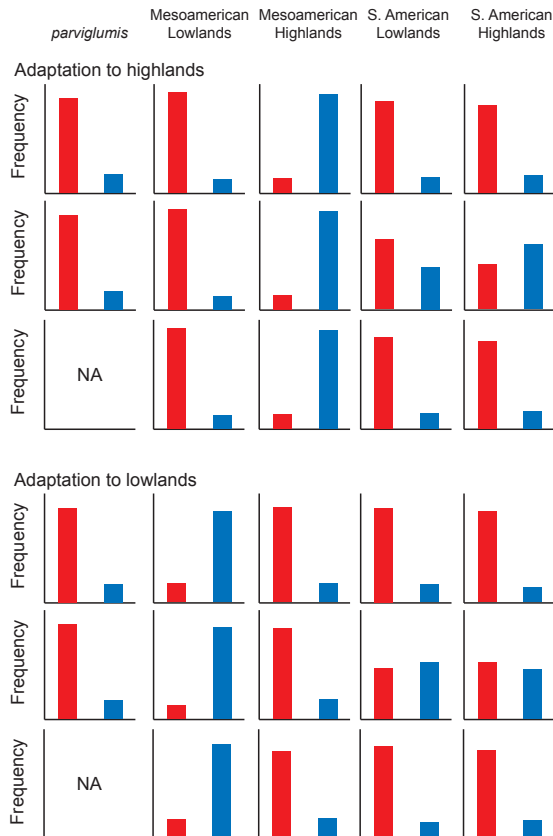 parviglumis
Mesoamerican
Lowlands
Mesoamerican
Highlands
S. American
Lowlands
S. American
Highlands
Adaptation to highlands
Frequency
Frequency
Frequency
NA
Adaptation to lowlands
Frequency
Frequency
Frequency
NA